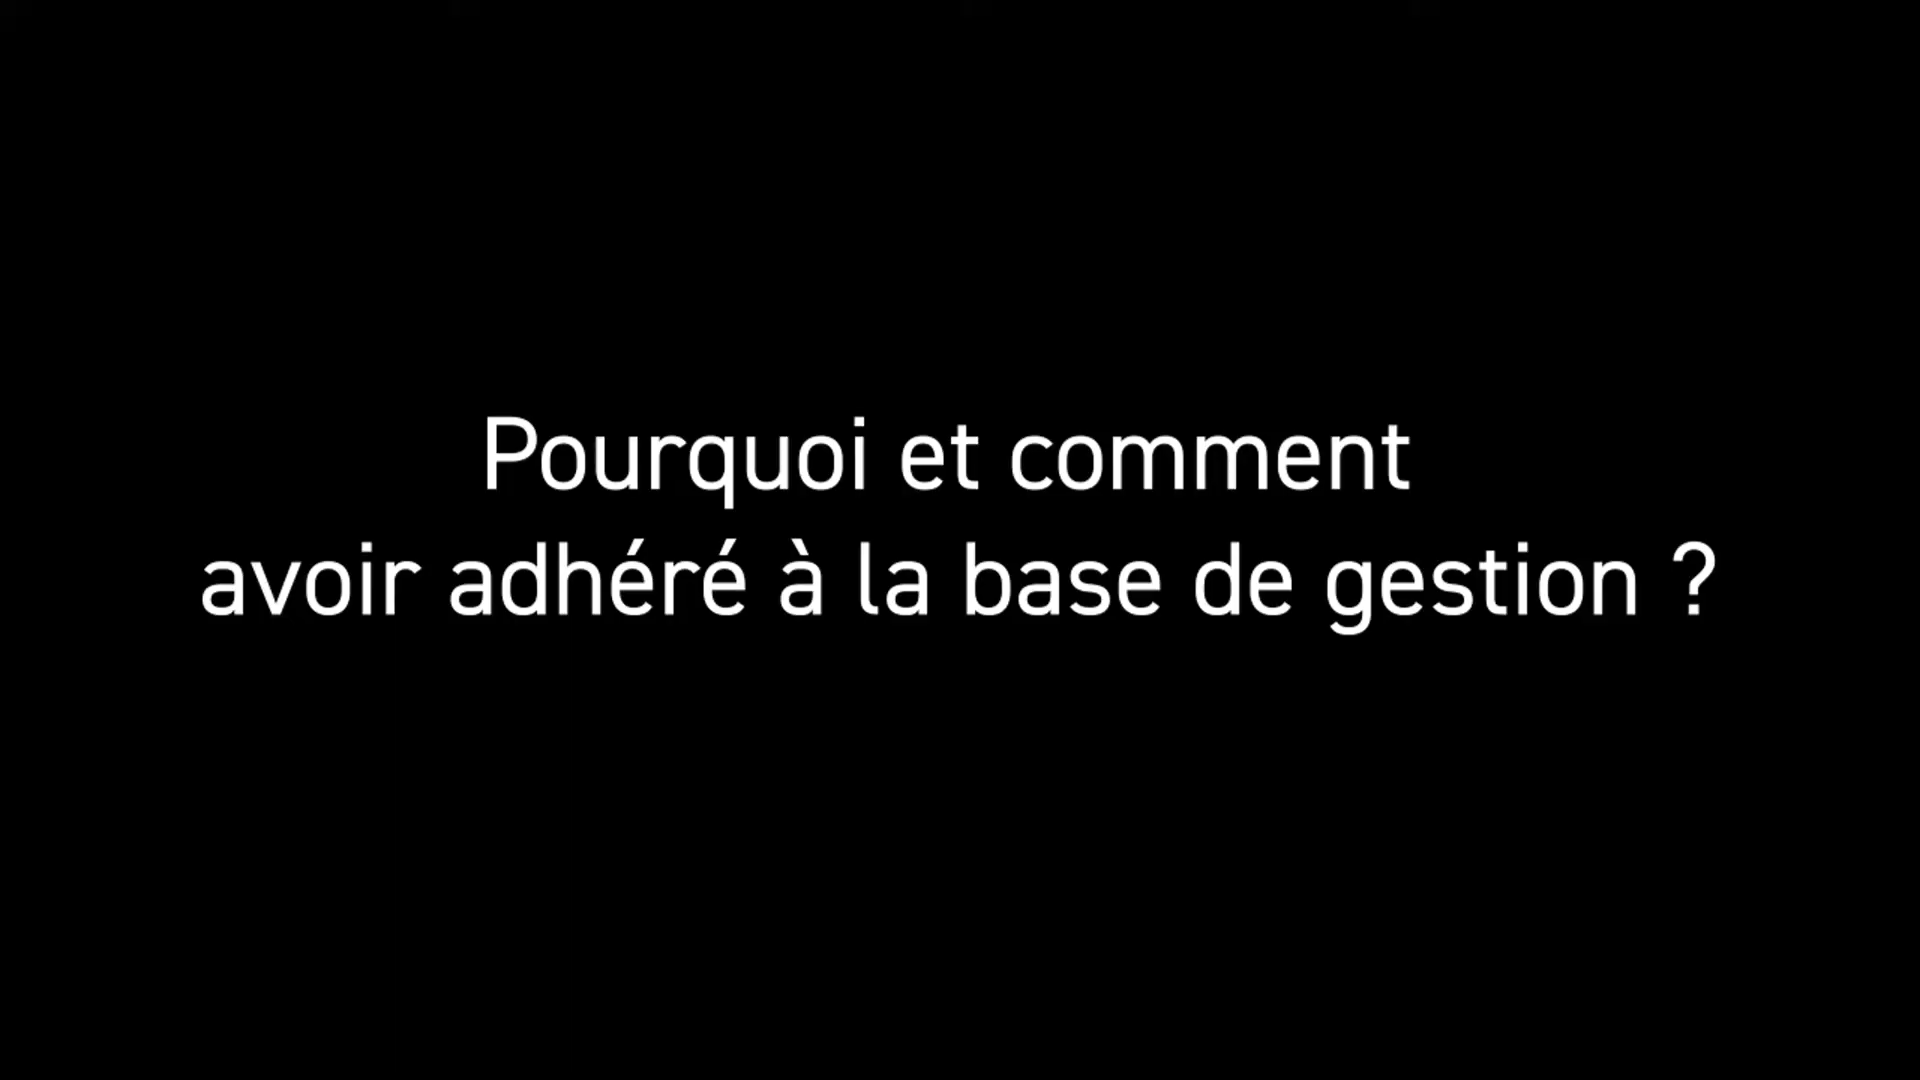 Pourquoi et comment
avoir adhéré à la base de gestion ?